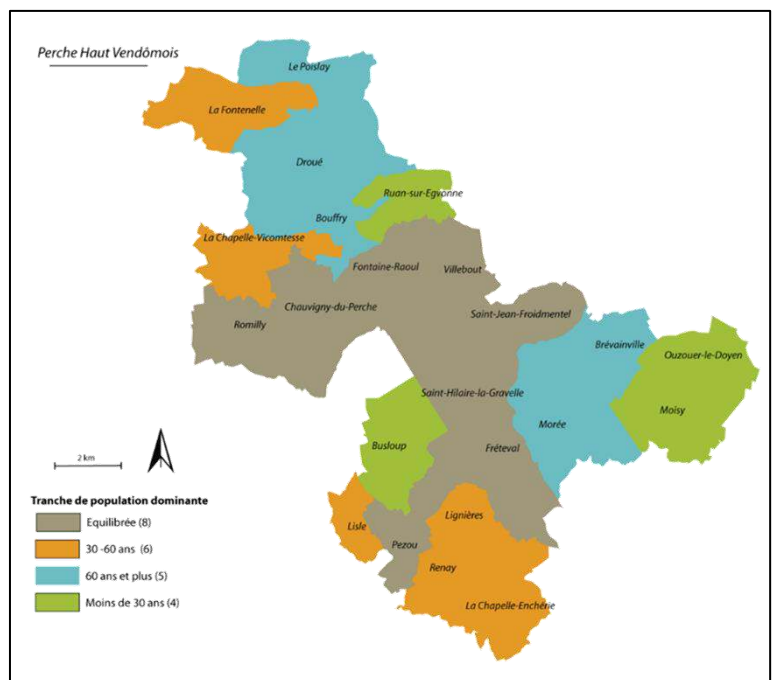 Perche Haut Vendômois
Le Poislay
La Fontenelle
Droué
Ruan-sur-Egvonne
Bouffry
La Chapelle-Vicomtesse
Fontaine-Raoul
Villebout
Chauvigny-du-Perche
Saint-Jean-Froidmentel
Romilly
Brévainville
Ouzouer-le-Doyen
Saint-Hilaire-la-Gravelle
Moisy
Morée
Busloup
Fréteval
2 km
Tranche de population dominante
Equilibrée (8)
30 -60 ans (6)
60 ans et plus (5)
Moins de 30 ans (4)
Lignières
Lisle
Pezou
Renay
La Chapelle-Enchérie